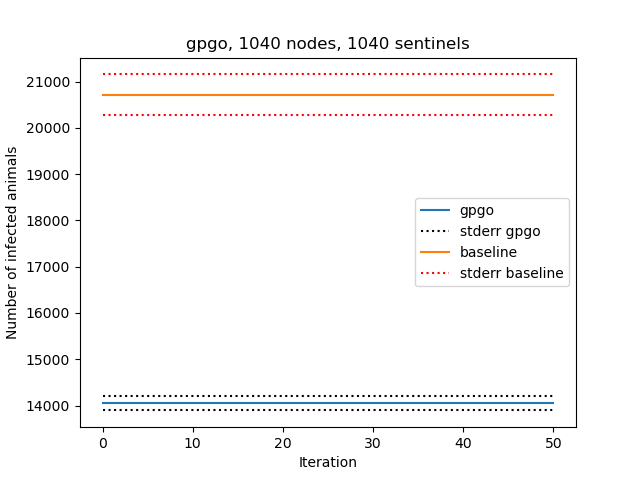 gpgo, 1040 nodes, 1040 sentinels
Number of infected animals
21000
20000
19000
18000
17000
16000
15000
14000
gpgo
stderr gpgo
baseline
stderr baseline
0 10 20 30 40 50
Iteration